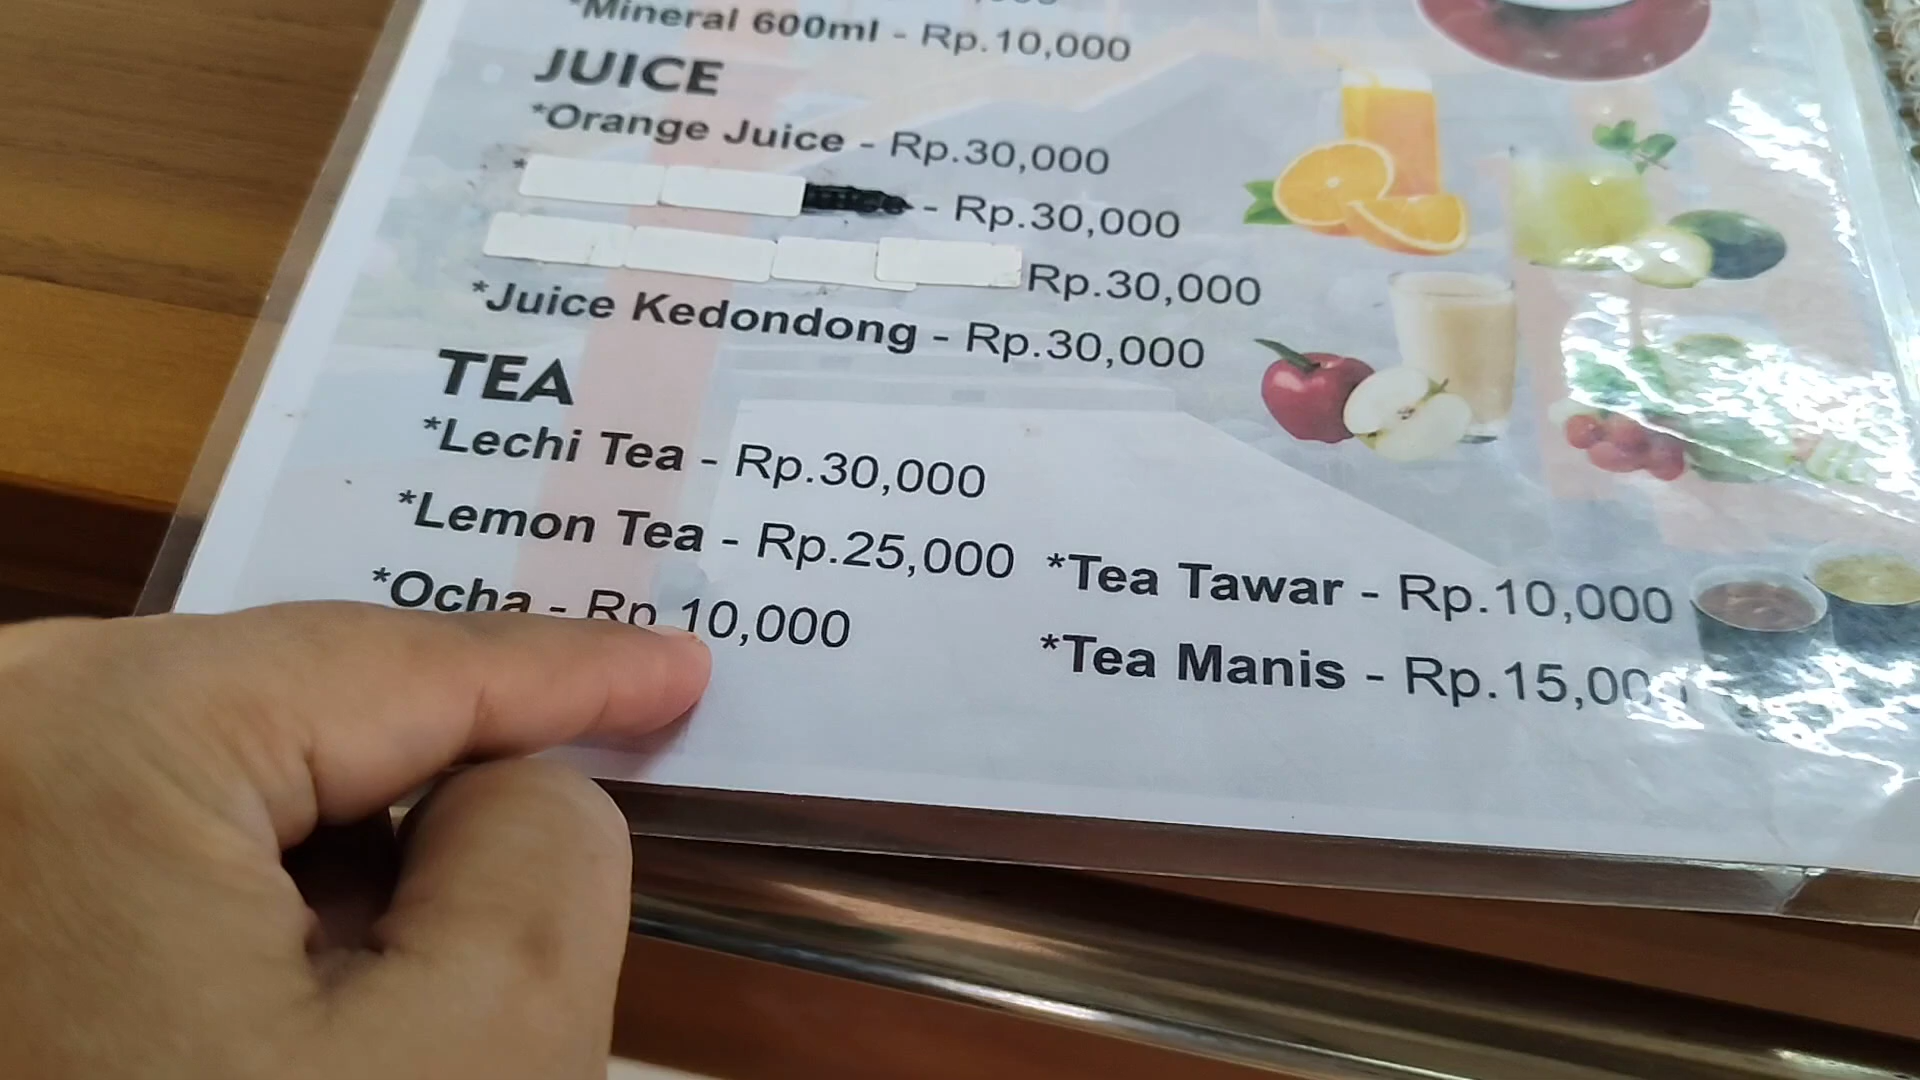 *Mineral 600ml - Rp.10,000
JUICE
*Orange Juice - Rp.30,000
* - Rp.30,000
Rp.30,000
*Juice Kedondong - Rp.30,000
TEA
*Lechi Tea - Rp.30,000
*Lemon Tea - Rp.25,000
*Ocha - Rp.10,000
*Tea Tawar - Rp.10,000
*Tea Manis - Rp.15,000